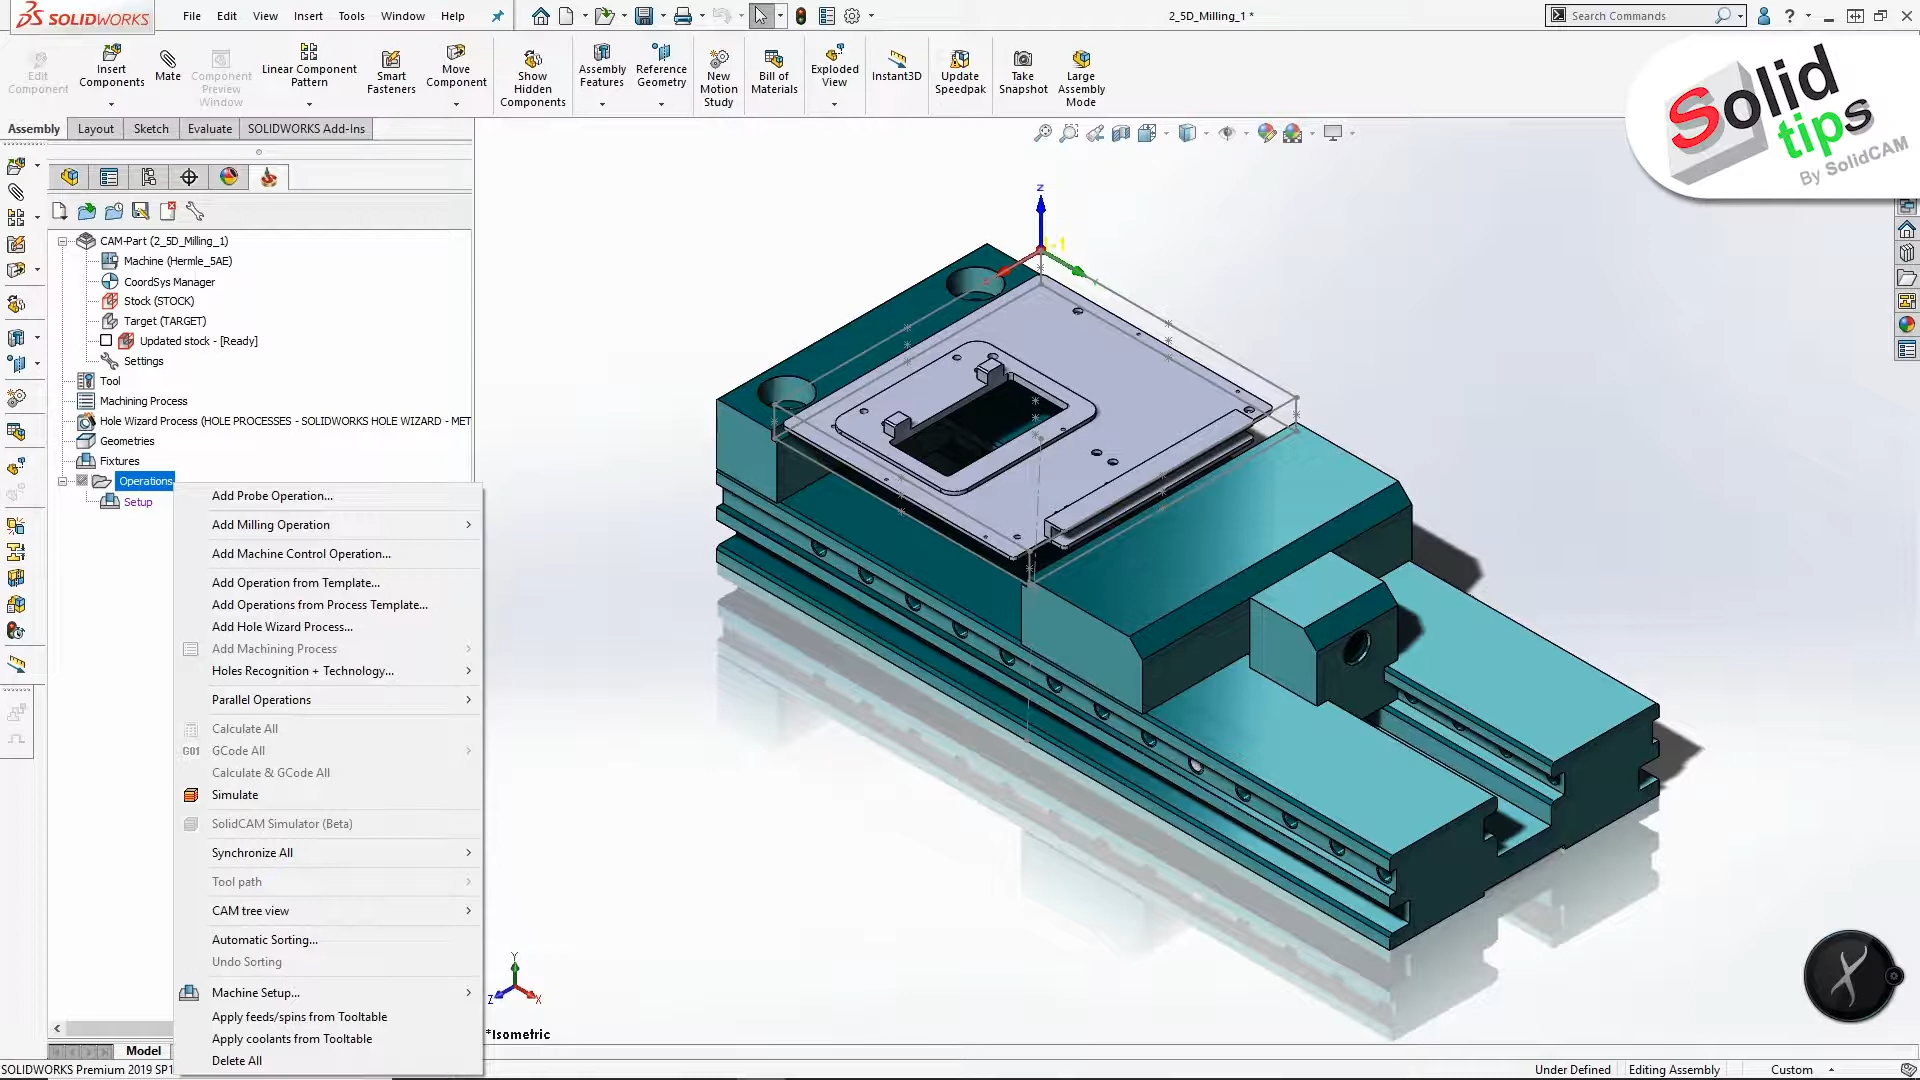 SOLIDWORKS
File Edit View Insert Tools Window Help
2_5D_Milling_1 *
Search Commands
Edit Component
Insert Components
Mate
Component Preview Window
Linear Component Pattern
Smart Fasteners
Move Component
Show Hidden Components
Assembly Features
Reference Geometry
New Motion Study
Bill of Materials
Exploded View
Instant3D
Update Speedpak
Take Snapshot
Large Assembly Mode
Solid
tips
By SolidCAM
Assembly Layout Sketch Evaluate SOLIDWORKS Add-Ins
CAM-Part (2_5D_Milling_1)
Machine (Hermle_5AE)
CoordSys Manager
Stock (STOCK)
Target (TARGET)
Updated stock - [Ready]
Settings
Tool
Machining Process
Hole Wizard Process (HOLE PROCESSES - SOLIDWORKS HOLE WIZARD - MET
Geometries
Fixtures
Operations
Setup
Add Probe Operation...
Add Milling Operation
Add Machine Control Operation...
Add Operation from Template...
Add Operations from Process Template...
Add Hole Wizard Process...
Add Machining Process
Holes Recognition + Technology...
Parallel Operations
Calculate All
G01 GCode All
Calculate & GCode All
Simulate
SolidCAM Simulator (Beta)
Synchronize All
Tool path
CAM tree view
Automatic Sorting...
Undo Sorting
Machine Setup...
Apply feeds/spins from Tooltable
Apply coolants from Tooltable
Delete All
Z
Y
Z X
*Isometric
Model
SOLIDWORKS Premium 2019 SP1
Under Defined Editing Assembly Custom